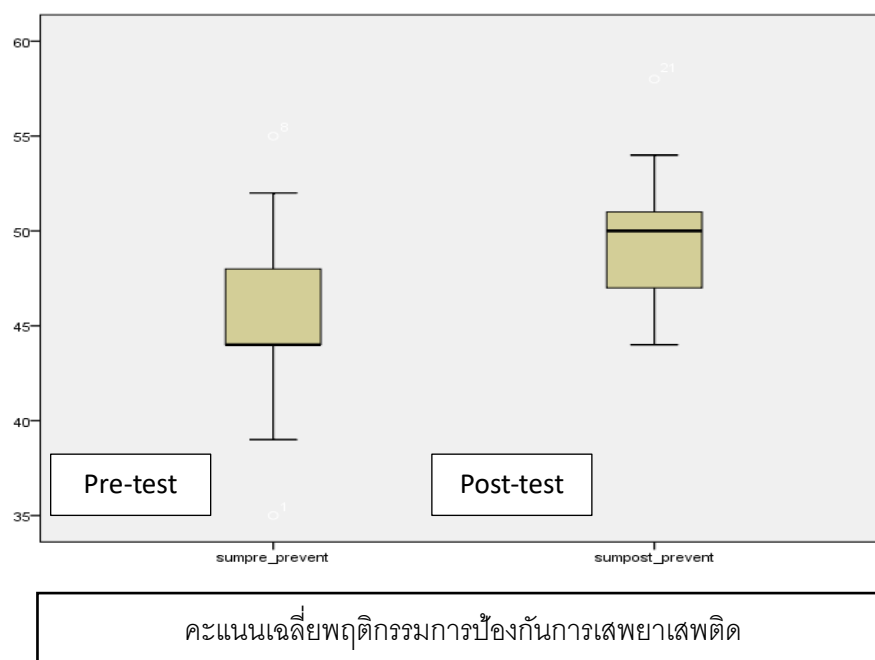 60
55
50
45
40
35
8
1
21
Pre-test
Post-test
sumpre_prevent
sumpost_prevent
คะแนนเฉลี่ยพฤติกรรมการป้องกันการเสพยาเสพติด